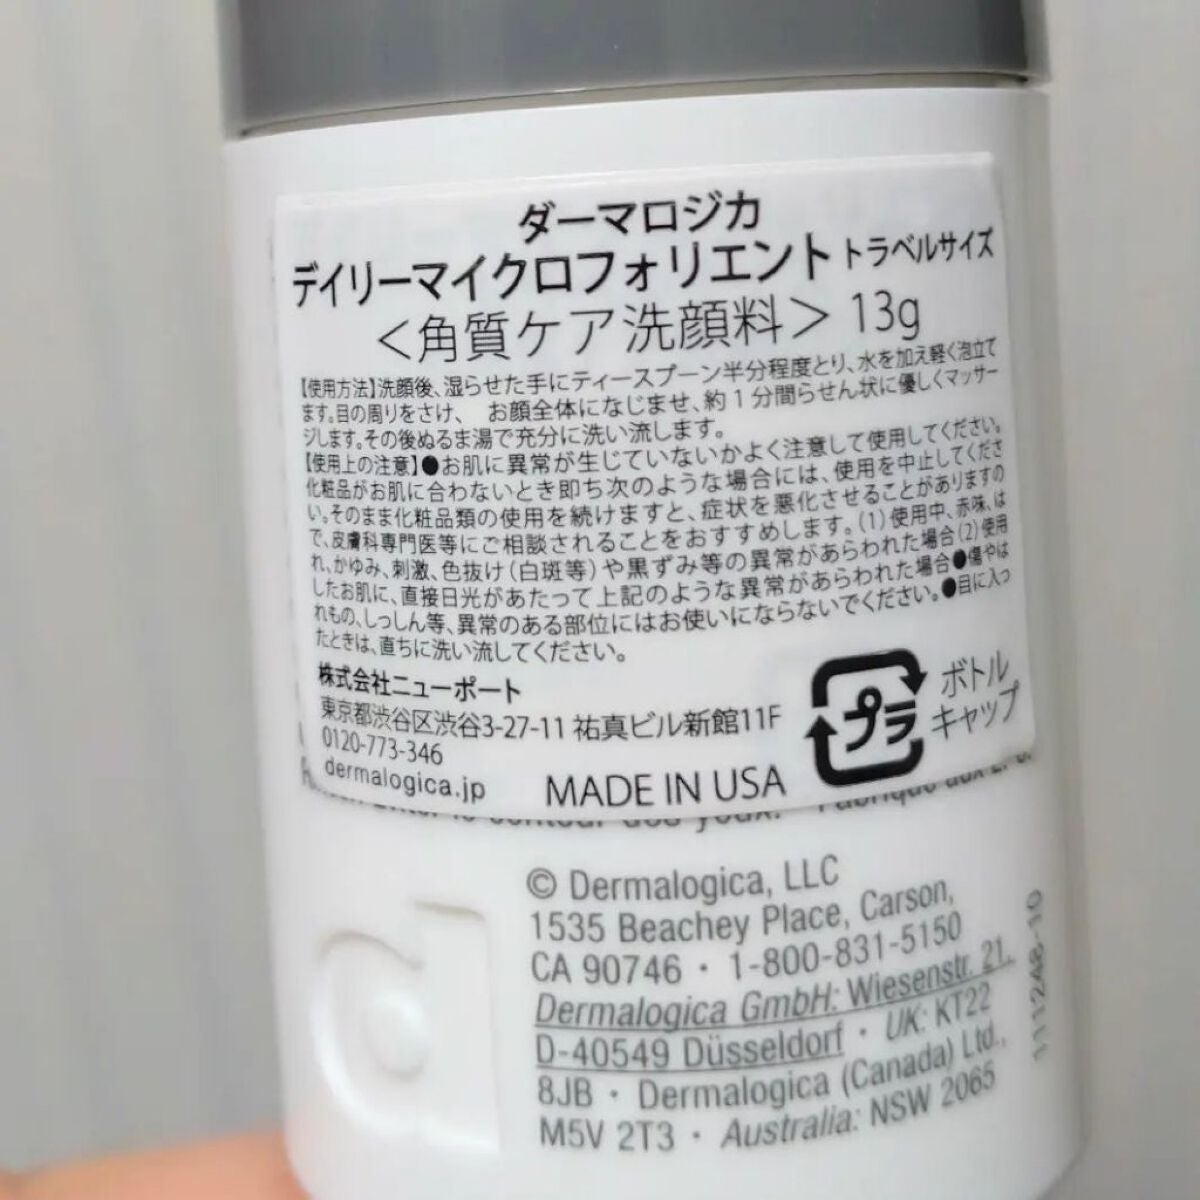 ダーマロジカ
デイリーマイクロフォリエント トラベルサイズ
<角質ケア洗顔料> 13g
【使用方法】洗顔後、湿らせた手にティースプーン半分程度とり、水を加え軽く泡立て
ます。目の周りをさけ、 お顔全体になじませ、約1分間らせん状に優しくマッサー
ジします。その後ぬるま湯で充分に洗い流します。
【使用上の注意】●お肌に異常が生じていないかよく注意して使用してください。
化粧品がお肌に合わないとき即ち次のような場合には、使用を中止してくださ
い。そのまま化粧品類の使用を続けますと、症状を悪化させることがありますの
で、皮膚科専門医等にご相談されることをおすすめします。(1)使用中、赤味、は
れ、かゆみ、刺激、色抜け(白斑等)や黒ずみ等の異常があらわれた場合(2)使用
したお肌に、直接日光があたって上記のような異常があらわれた場合●傷やは
れもの、しっしん等、異常のある部位にはお使いにならないでください。●目に入っ
たときは、直ちに洗い流してください。
株式会社ニューポート
東京都渋谷区渋谷3-27-11 祐真ビル新館11F
0120-773-346
dermalogica.jp
MADE IN USA
プラ
ボトル
キャップ
le contour des yeux. Fabriqué aux É.-U.
© Dermalogica, LLC
1535 Beachey Place, Carson,
CA 90746 · 1-800-831-5150
Dermalogica GmbH: Wiesenstr. 21,
D-40549 Düsseldorf · UK: KT22
8JB · Dermalogica (Canada) Ltd.,
M5V 2T3 · Australia: NSW 2065
111248-10
d